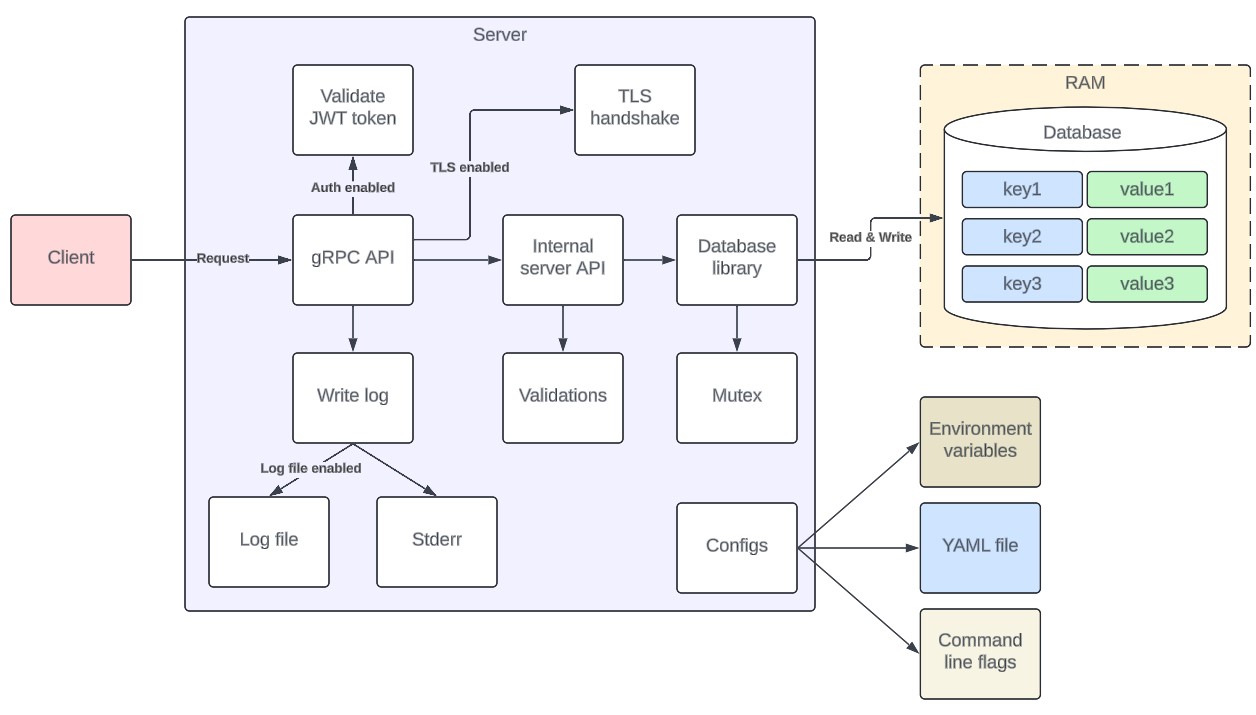 Server
Validate
JWT token
TLS
handshake
TLS enabled
Auth enabled
Client
Request
gRPC API
Internal
server API
Database
library
Read & Write
RAM
Database
key1
value1
key2
value2
key3
value3
Write log
Validations
Mutex
Log file enabled
Log file
Stderr
Configs
Environment
variables
YAML file
Command
line flags